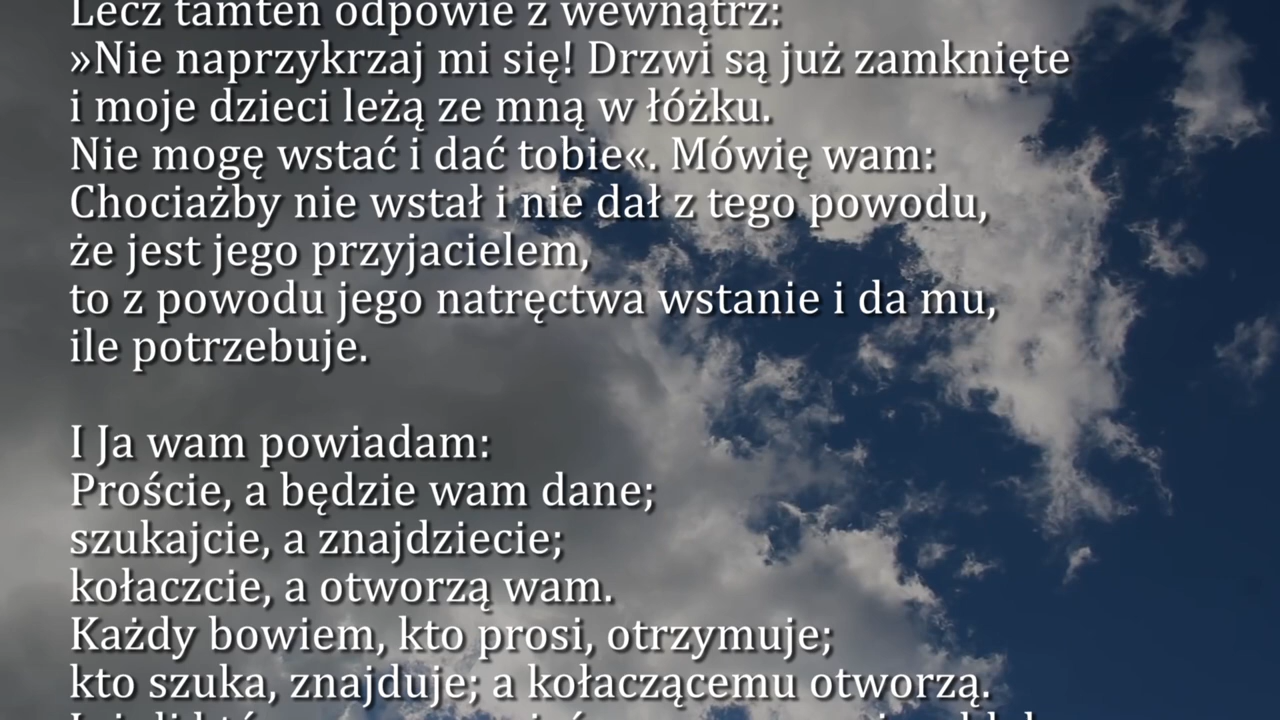 Lecz tamten odpowie z wewnątrz:
»Nie naprzykrzaj mi się! Drzwi są już zamknięte
i moje dzieci leżą ze mną w łóżku.
Nie mogę wstać i dać tobie«. Mówię wam:
Chociażby nie wstał i nie dał z tego powodu,
że jest jego przyjacielem,
to z powodu jego natręctwa wstanie i da mu,
ile potrzebuje.
I Ja wam powiadam:
Proście, a będzie wam dane;
szukajcie, a znajdziecie;
kołaczcie, a otworzą wam.
Każdy bowiem, kto prosi, otrzymuje;
kto szuka, znajduje; a kołaczącemu otworzą.